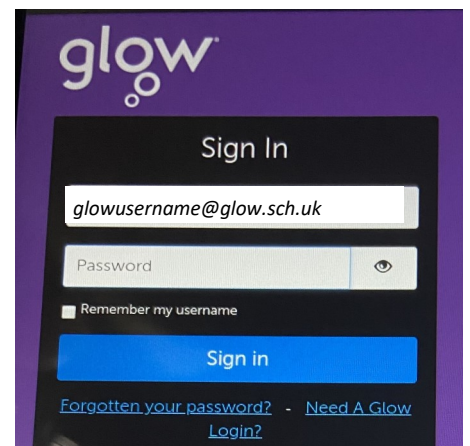 glow
Sign In
glowusername@glow.sch.uk
Password
Remember my username
Sign in
Forgotten your password? - Need A Glow
Login?